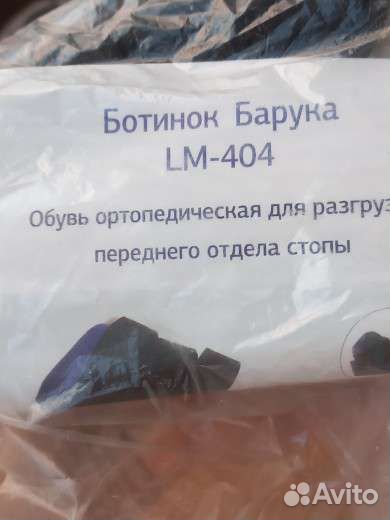 Ботинок Барука
LM-404
Обувь ортопедическая для разгруз
переднего отдела стопы
Avito